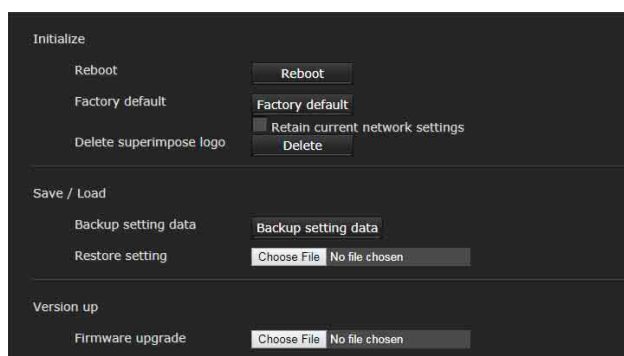 Initialize
Reboot Reboot
Factory default Factory default
Retain current network settings
Delete superimpose logo Delete
Save / Load
Backup setting data Backup setting data
Restore setting Choose File No file chosen
Version up
Firmware upgrade Choose File No file chosen